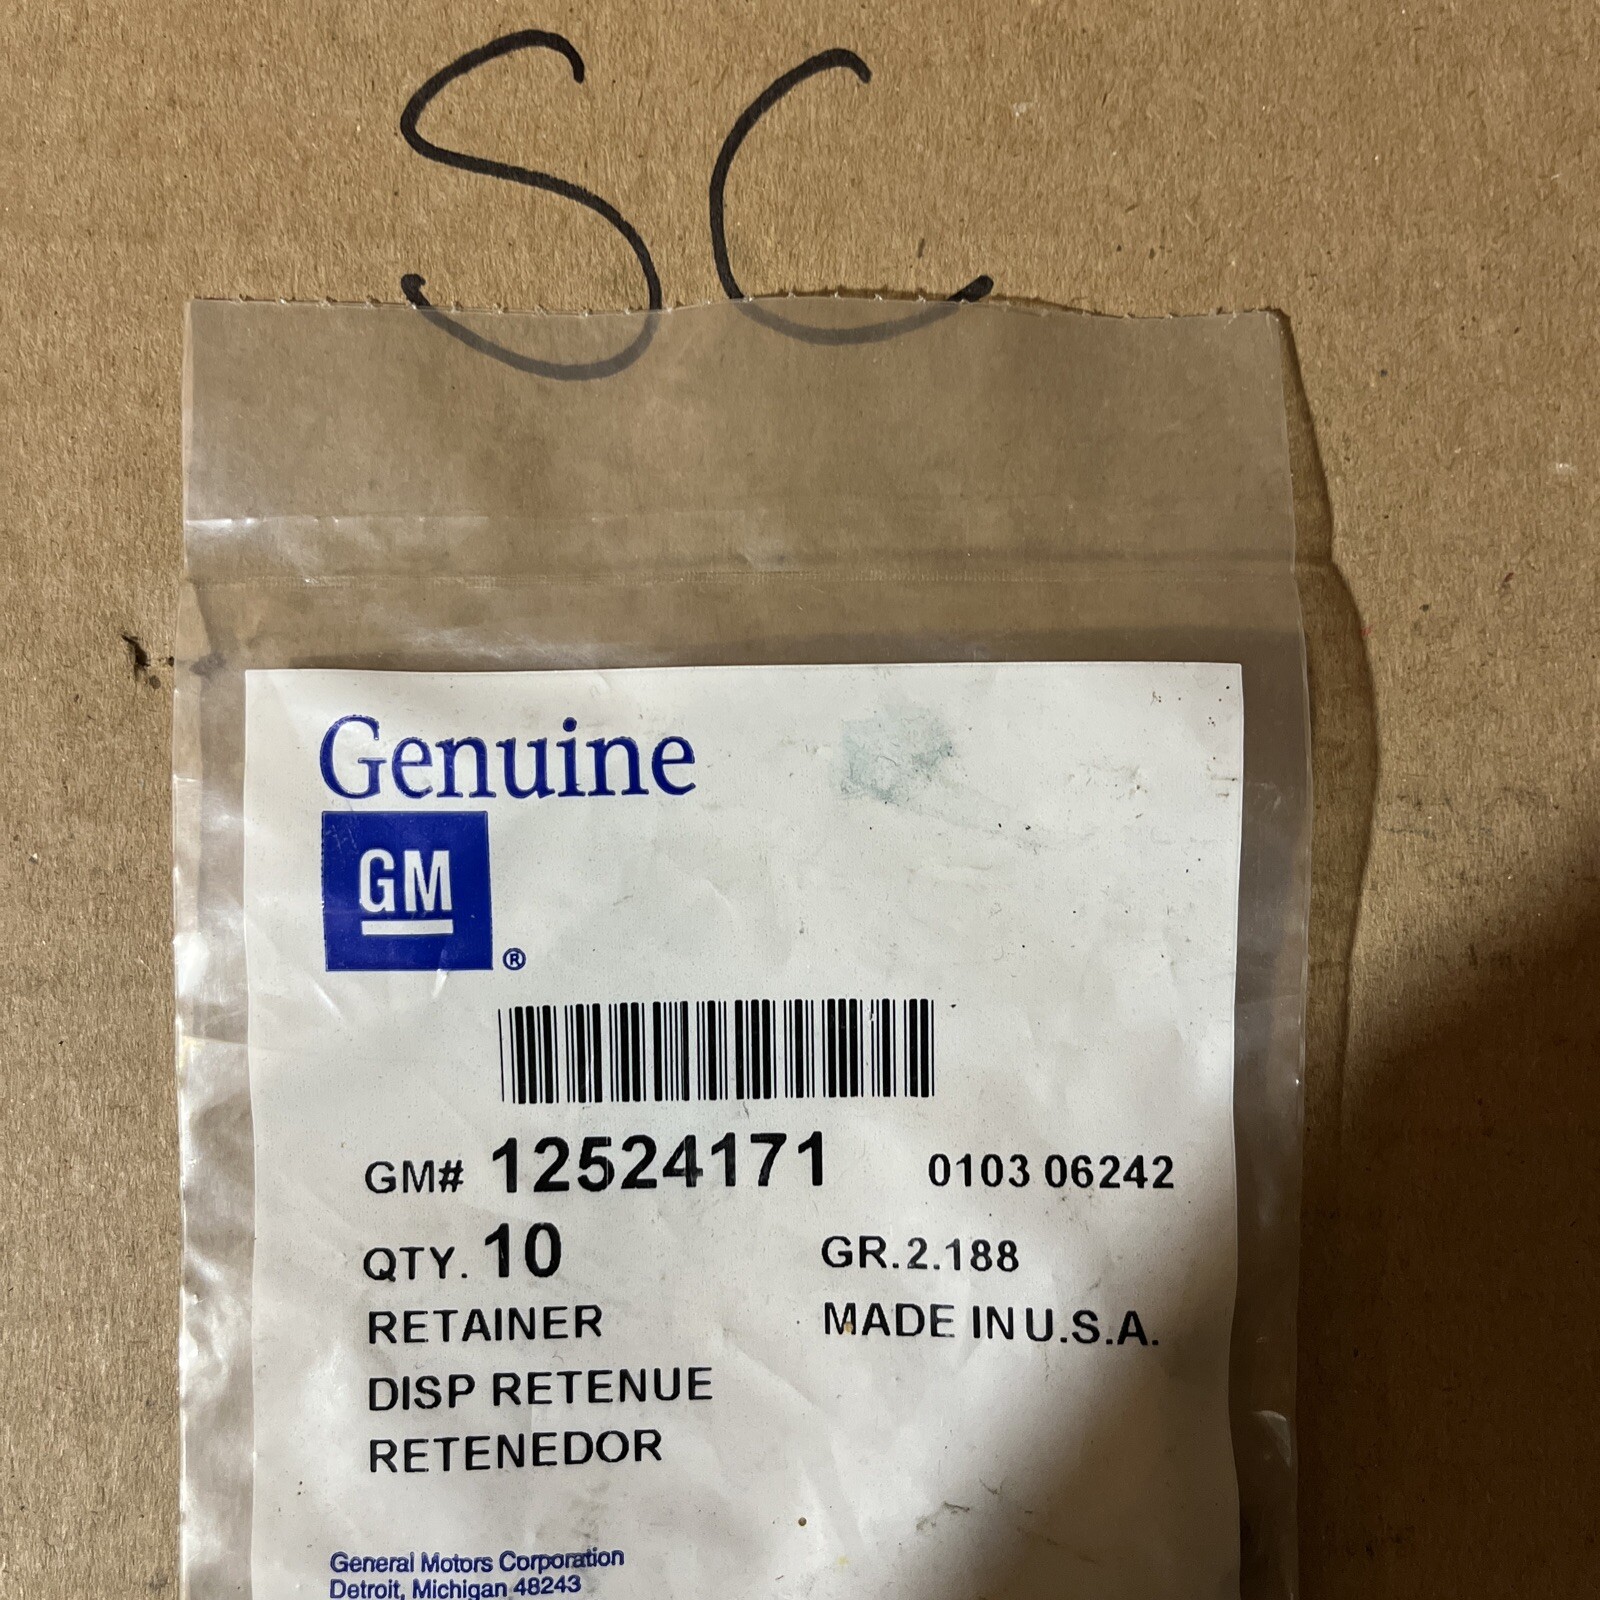 SC
Genuine
GM
®
GM# 12524171 0103 06242
QTY. 10 GR.2.188
RETAINER MADE IN U.S.A.
DISP RETENUE
RETENEDOR
General Motors Corporation
Detroit, Michigan 48243